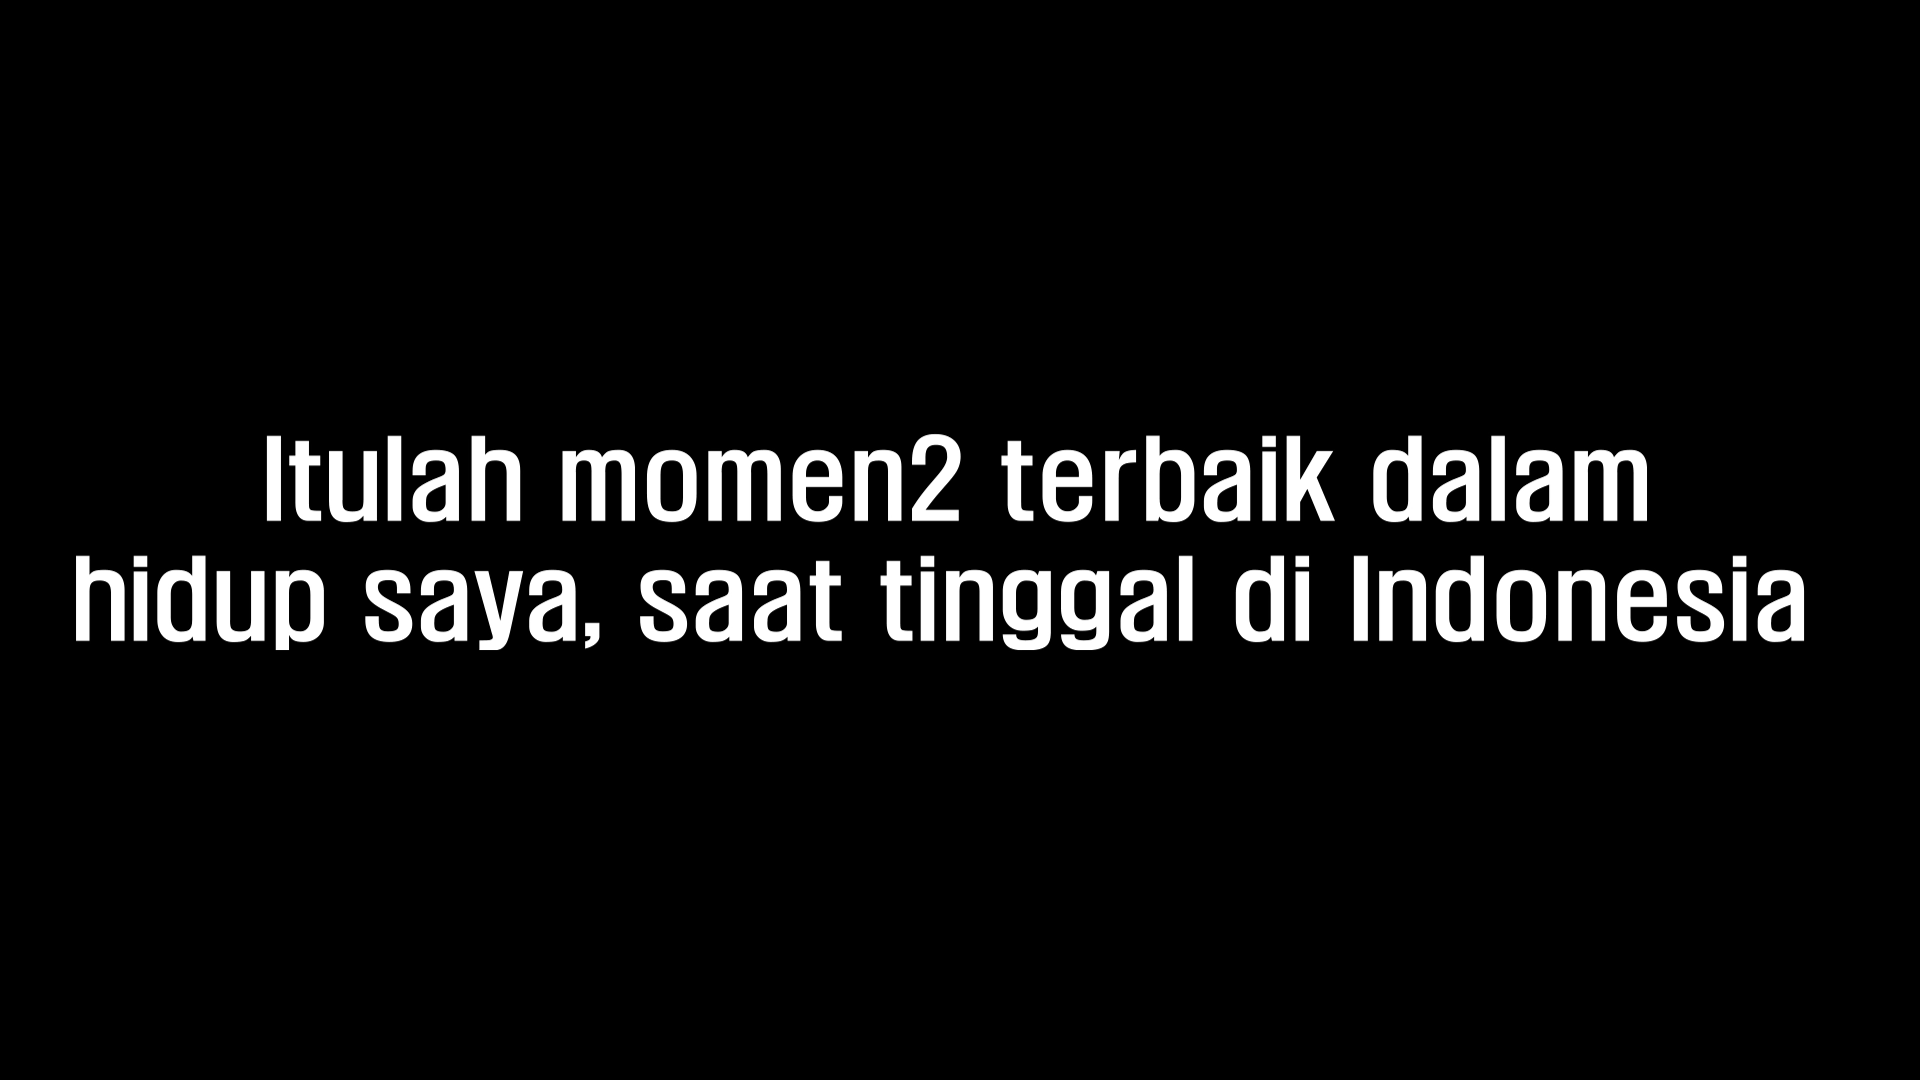 Itulah momen2 terbaik dalam
hidup saya, saat tinggal di Indonesia